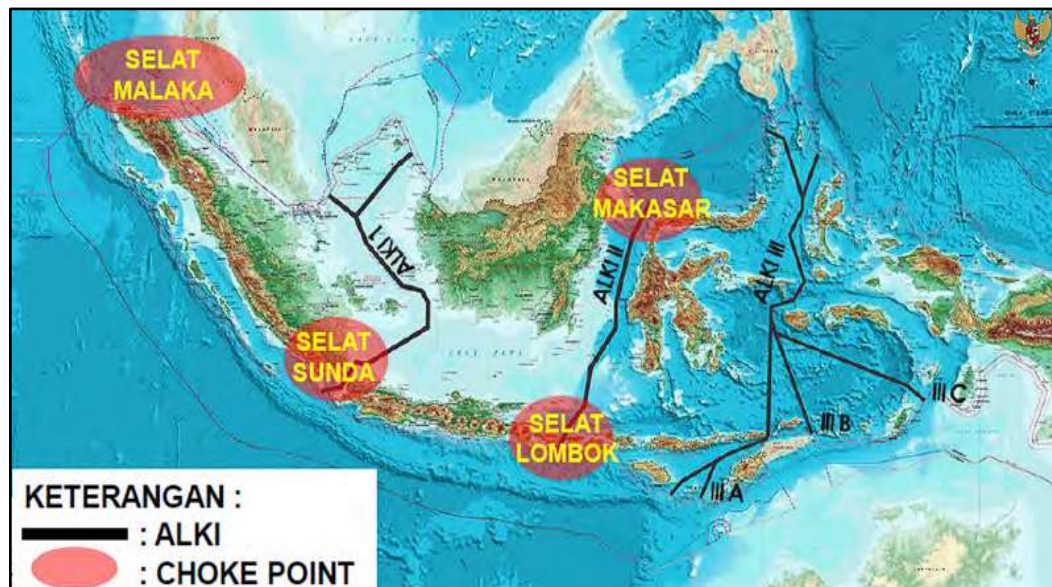 SELAT
MALAKA
SELAT
MAKASAR
ALKI 1
ALKI II
ALKI III
SELAT
SUNDA
SELAT
LOMBOK
III C
III B
III A
KETERANGAN :
: ALKI
: CHOKE POINT